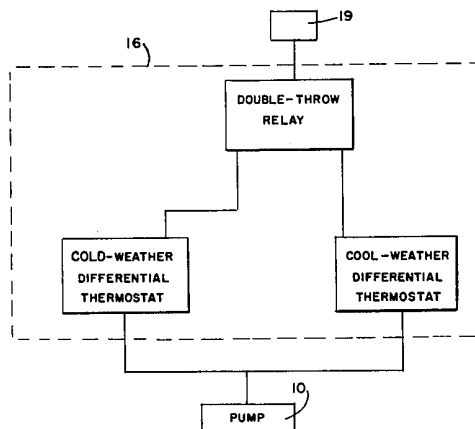 19
16
DOUBLE-THROW
RELAY
COLD-WEATHER
DIFFERENTIAL
THERMOSTAT
COOL-WEATHER
DIFFERENTIAL
THERMOSTAT
10
PUMP